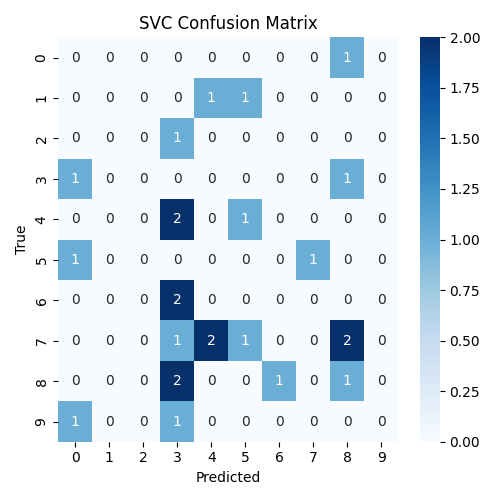 SVC Confusion Matrix
0 0 0 0 0 0 0 0 0 1 0
1 0 0 0 0 1 1 0 0 0 0
2 0 0 0 1 0 0 0 0 0 0
3 1 0 0 0 0 0 0 0 1 0
4 0 0 0 2 0 1 0 0 0 0
5 1 0 0 0 0 0 0 1 0 0
6 0 0 0 2 0 0 0 0 0 0
7 0 0 0 1 2 1 0 0 2 0
8 0 0 0 2 0 0 1 0 1 0
9 1 0 0 1 0 0 0 0 0 0
0 1 2 3 4 5 6 7 8 9
Predicted
True
2.00
1.75
1.50
1.25
1.00
0.75
0.50
0.25
0.00